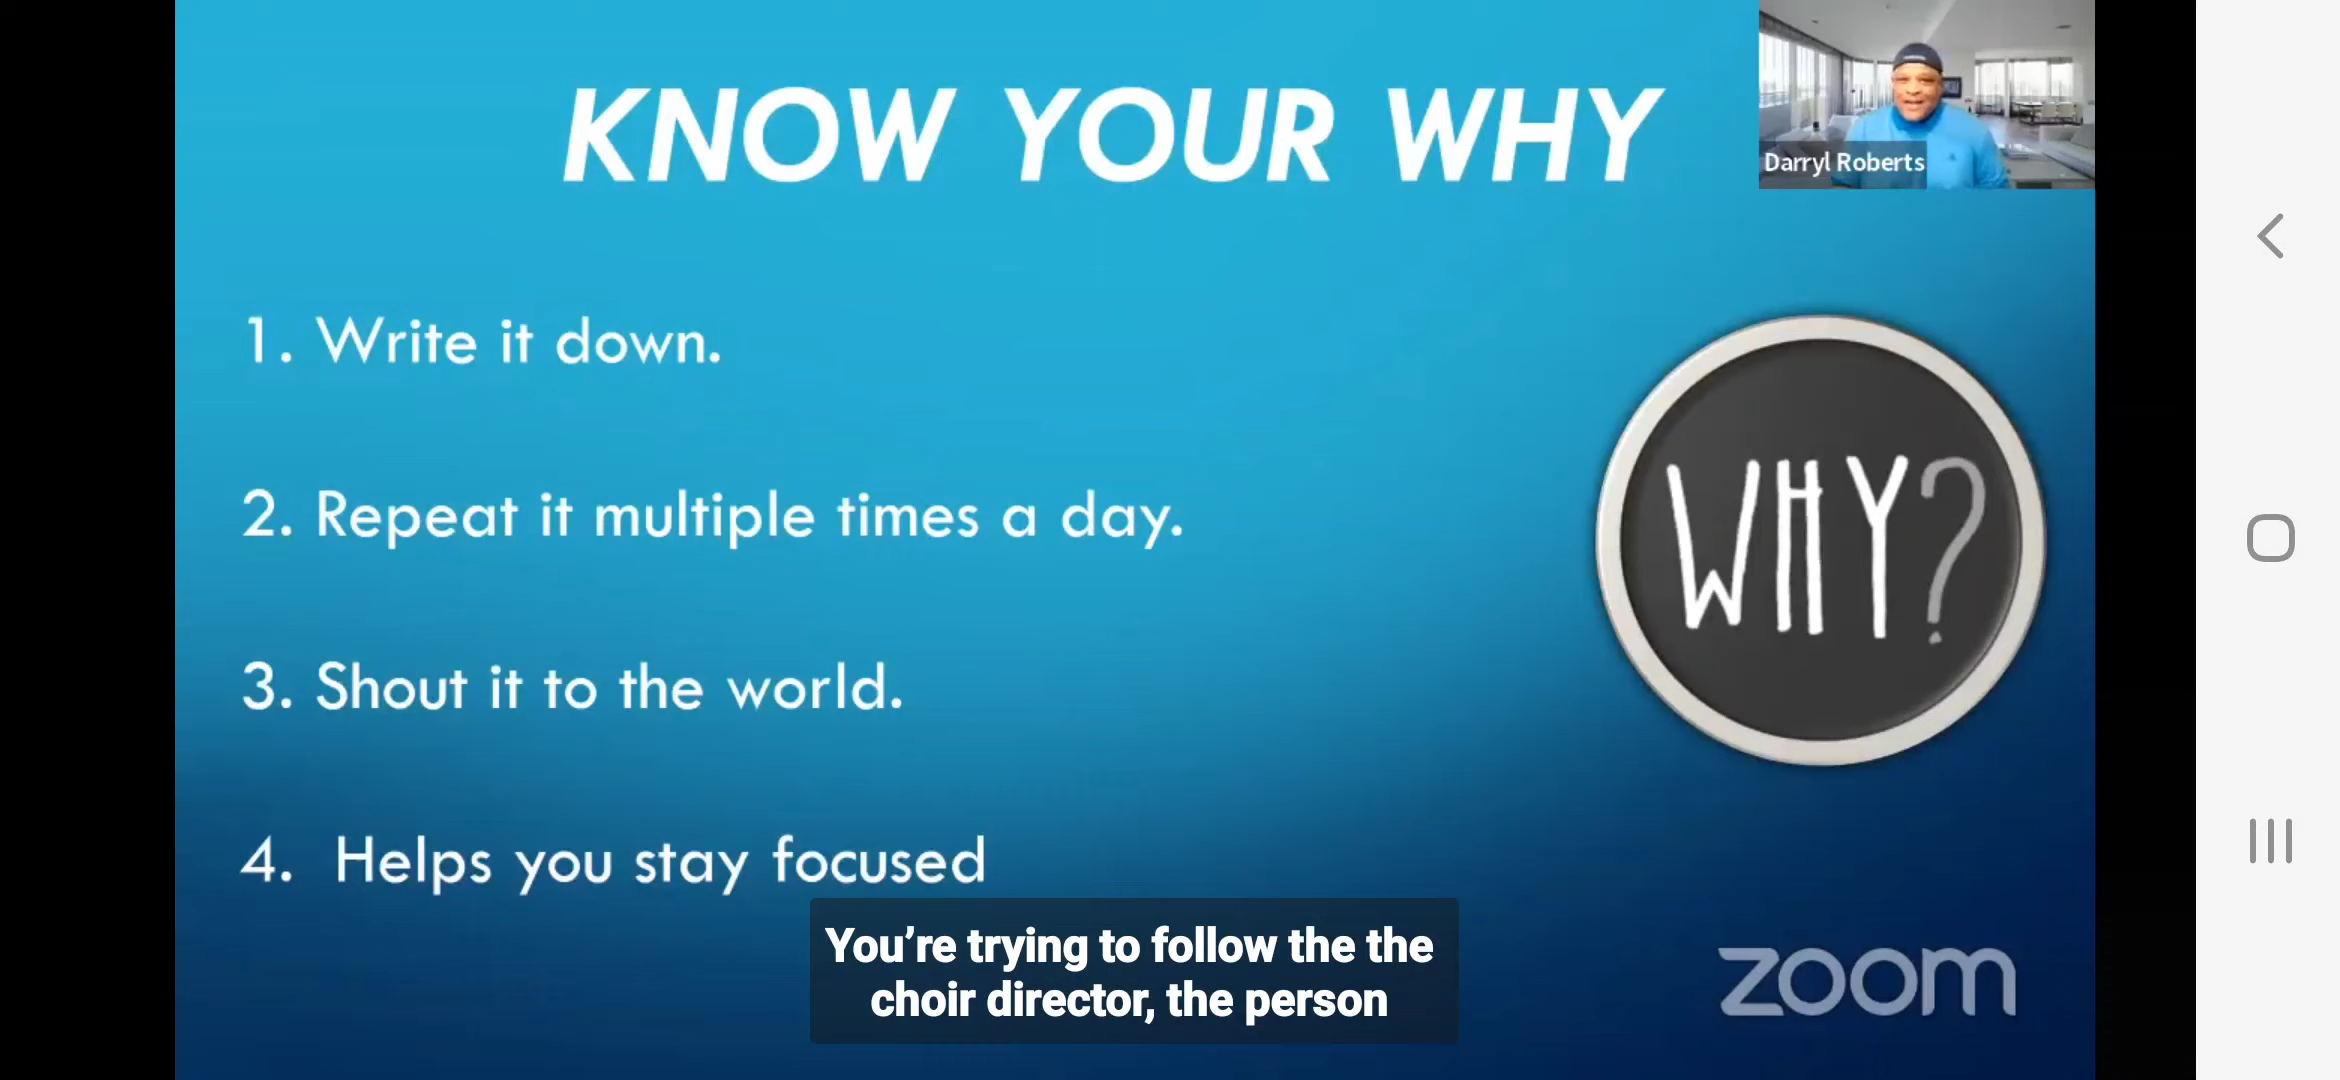 KNOW YOUR WHY
Darryl Roberts
1. Write it down.
2. Repeat it multiple times a day.
3. Shout it to the world.
4. Helps you stay focused
WHY?
You’re trying to follow the the
choir director, the person
zoom